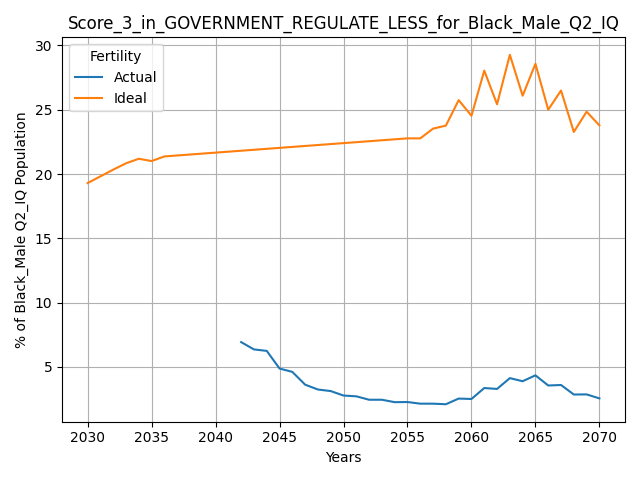 Score_3_in_GOVERNMENT_REGULATE_LESS_for_Black_Male_Q2_IQ
Fertility
Actual
Ideal
% of Black_Male Q2_IQ Population
30
25
20
15
10
5
2030 2035 2040 2045 2050 2055 2060 2065 2070
Years